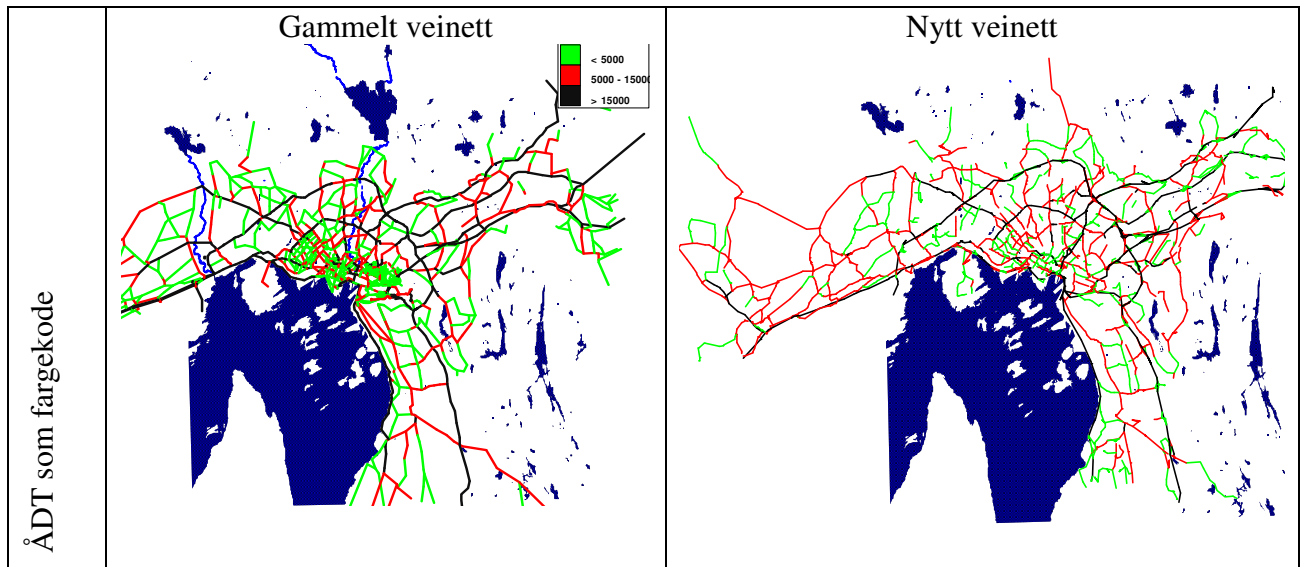 Gammelt veinett
Nytt veinett
< 5000
5000 - 15000
> 15000
ÅDT som fargekode